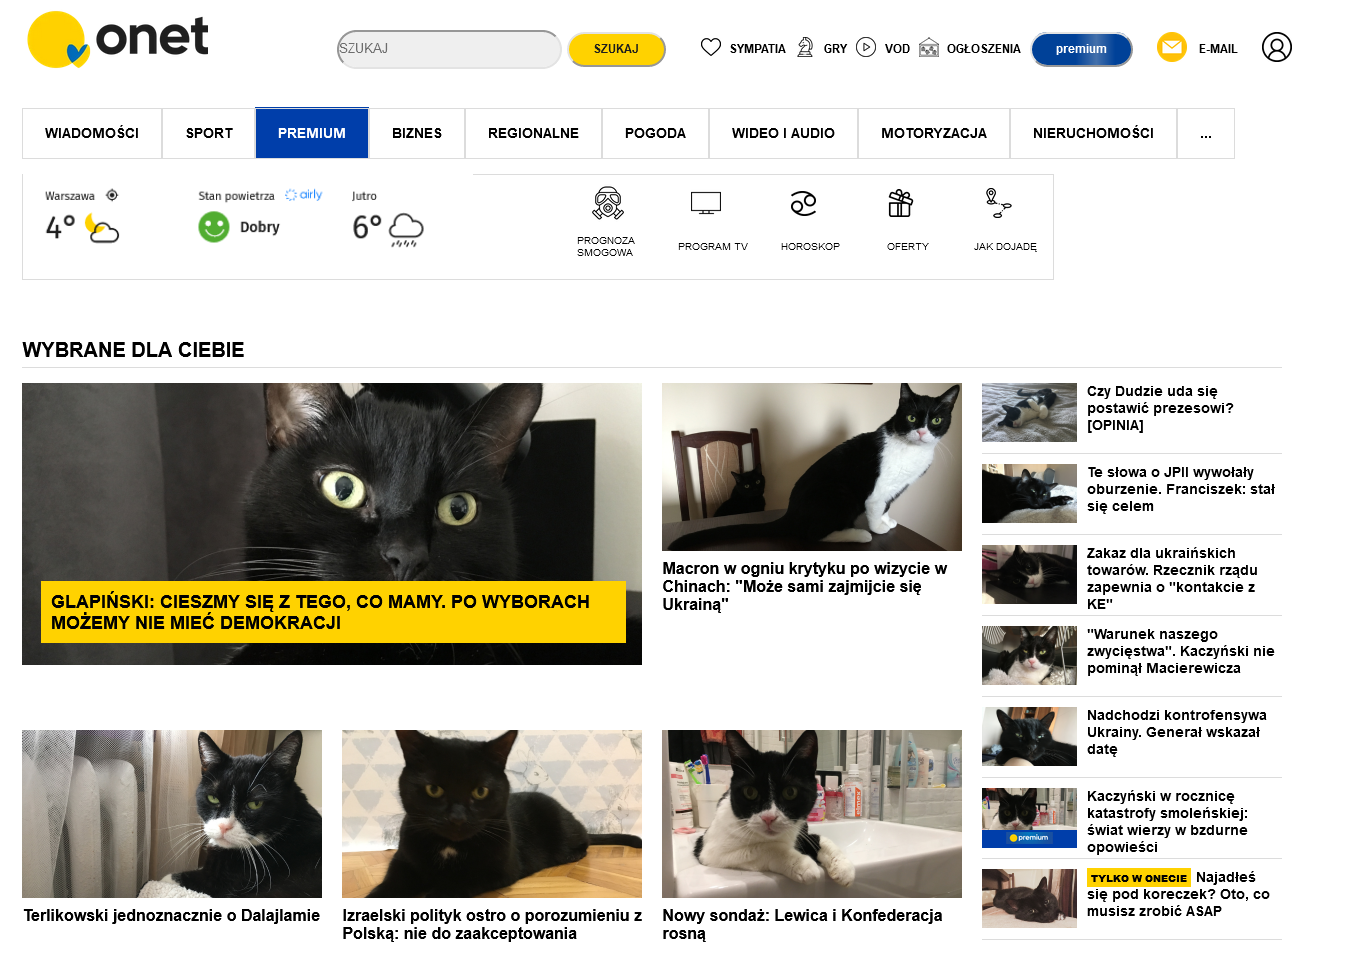 onet
SZUKAJ
SZUKAJ
SYMPATIA
GRY
VOD
OGŁOSZENIA
premium
E-MAIL
WIADOMOŚCI
SPORT
PREMIUM
BIZNES
REGIONALNE
POGODA
WIDEO I AUDIO
MOTORYZACJA
NIERUCHOMOŚCI
...
Warszawa
4°
Stan powietrza
airly
Dobry
Jutro
6°
PROGNOZA
SMOGOWA
PROGRAM TV
HOROSKOP
OFERTY
JAK DOJADĘ
WYBRANE DLA CIEBIE
GLAPIŃSKI: CIESZMY SIĘ Z TEGO, CO MAMY. PO WYBORACH
MOŻEMY NIE MIEĆ DEMOKRACJI
Macron w ogniu krytyku po wizycie w
Chinach: "Może sami zajmijcie się
Ukrainą"
Terlikowski jednoznacznie o Dalajlamie
Izraelski polityk ostro o porozumieniu z
Polską: nie do zaakceptowania
Nowy sondaż: Lewica i Konfederacja
rosną
Czy Dudzie uda się
postawić prezesowi?
[OPINIA]
Te słowa o JPII wywołały
oburzenie. Franciszek: stał
się celem
Zakaz dla ukraińskich
towarów. Rzecznik rządu
zapewnia o "kontakcie z
KE"
"Warunek naszego
zwycięstwa". Kaczyński nie
pominął Macierewicza
Nadchodzi kontrofensywa
Ukrainy. Generał wskazał
datę
premium
Kaczyński w rocznicę
katastrofy smoleńskiej:
świat wierzy w bzdurne
opowieści
TYLKO W ONECIE Najadłeś
się pod koreczek? Oto, co
musisz zrobić ASAP